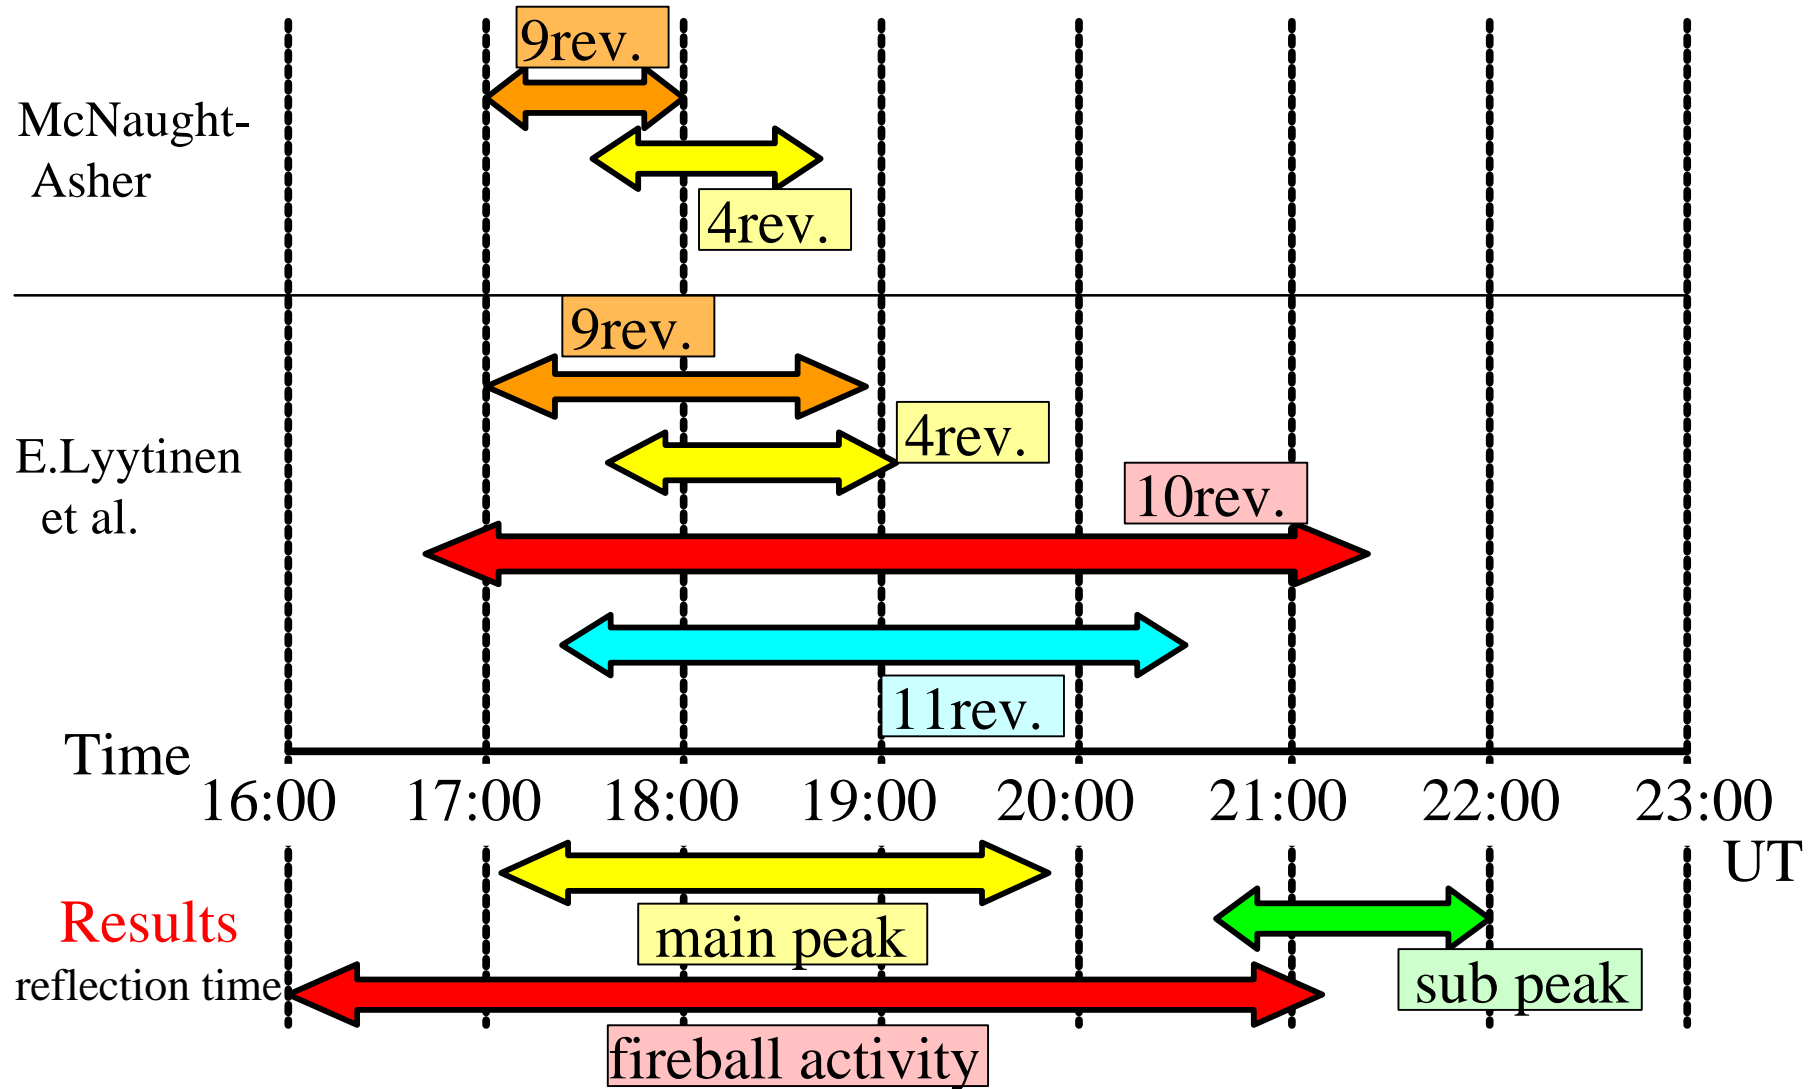 9rev.
McNaught-
Asher
4rev.
9rev.
4rev.
E.Lyytinen
et al.
10rev.
11rev.
Time
16:00 17:00 18:00 19:00 20:00 21:00 22:00 23:00
UT
Results
main peak
reflection time
sub peak
fireball activity